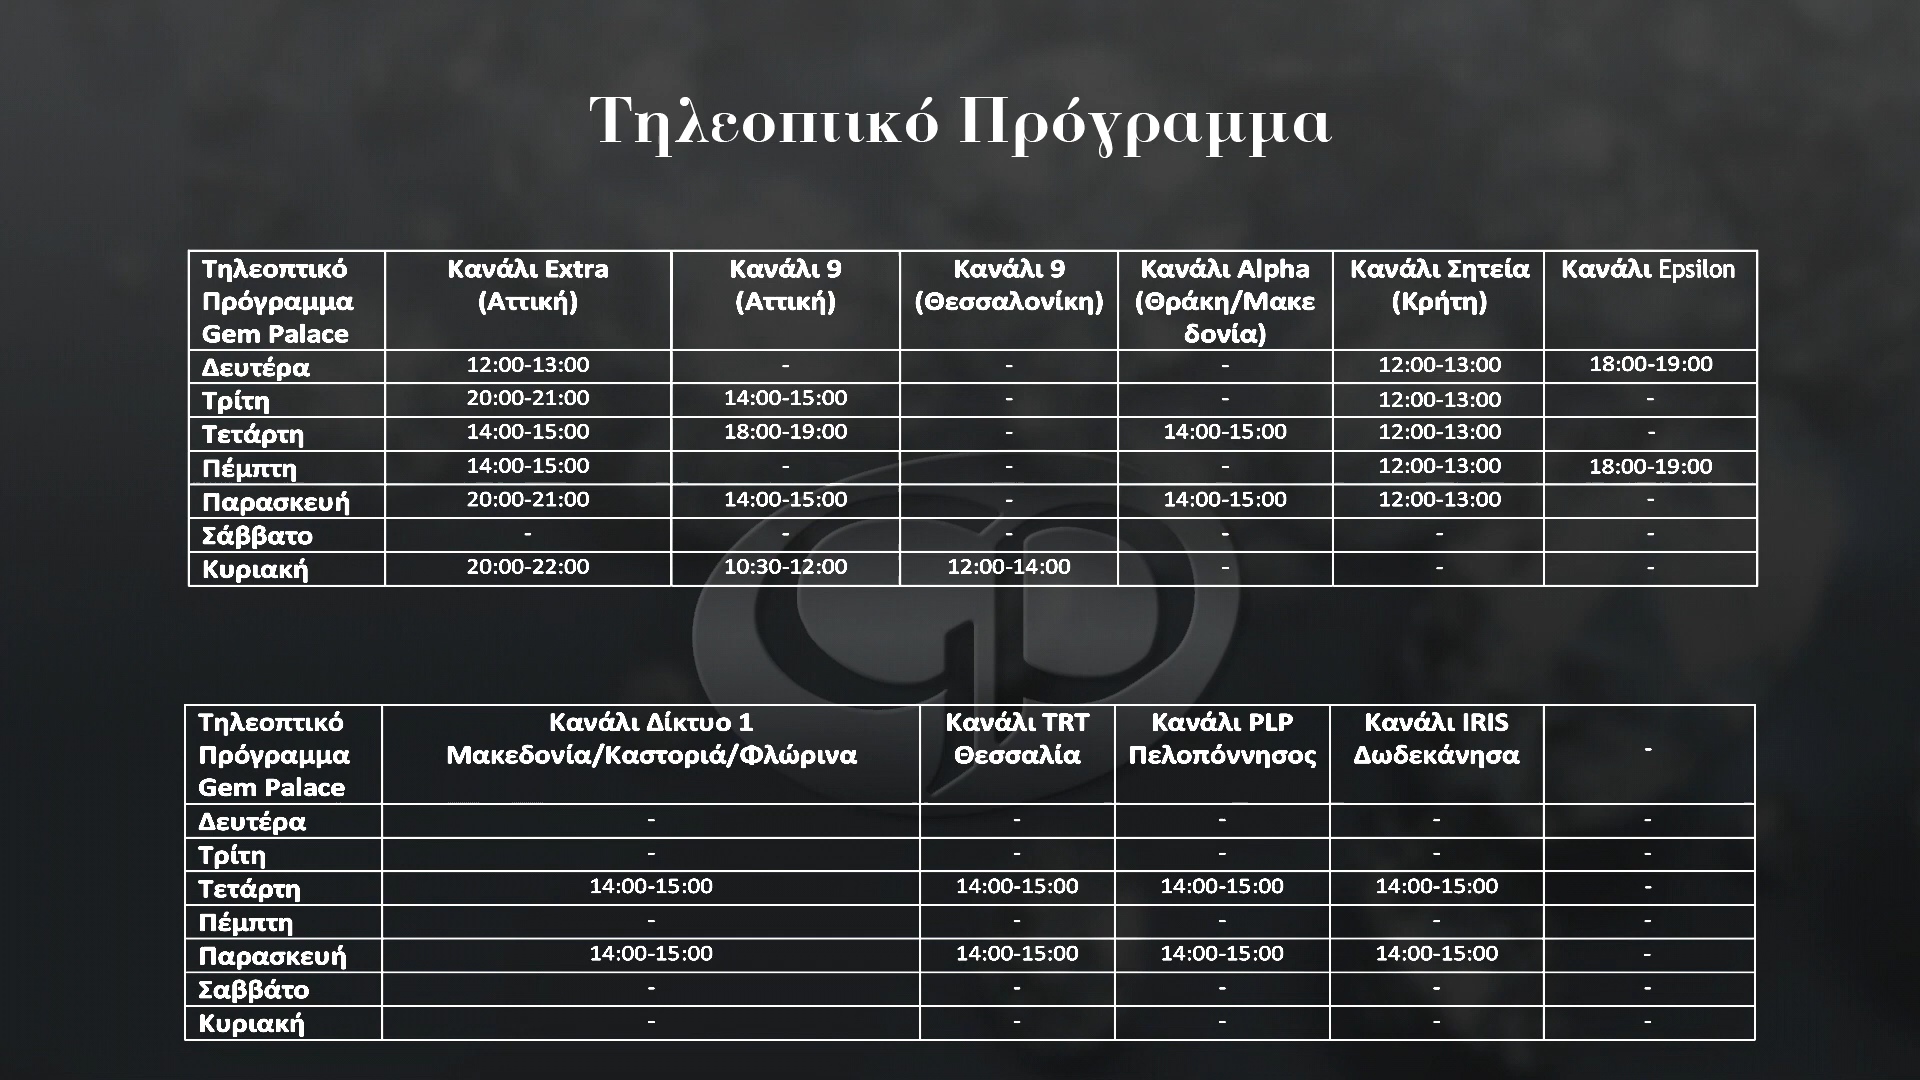 Τηλεοπτικό Πρόγραμμα
Τηλεοπτικό Πρόγραμμα Gem Palace | Κανάλι Extra (Αττική) | Κανάλι 9 (Αττική) | Κανάλι 9 (Θεσσαλονίκη) | Κανάλι Alpha (Θράκη/Μακεδονία) | Κανάλι Σητεία (Κρήτη) | Κανάλι Epsilon
Δευτέρα | 12:00-13:00 | - | - | - | 12:00-13:00 | 18:00-19:00
Τρίτη | 20:00-21:00 | 14:00-15:00 | - | - | 12:00-13:00 | -
Τετάρτη | 14:00-15:00 | 18:00-19:00 | - | 14:00-15:00 | 12:00-13:00 | -
Πέμπτη | 14:00-15:00 | - | - | - | 12:00-13:00 | 18:00-19:00
Παρασκευή | 20:00-21:00 | 14:00-15:00 | - | 14:00-15:00 | 12:00-13:00 | -
Σάββατο | - | - | - | - | - | -
Κυριακή | 20:00-22:00 | 10:30-12:00 | 12:00-14:00 | - | - | -
Τηλεοπτικό Πρόγραμμα Gem Palace | Κανάλι Δίκτυο 1 Μακεδονία/Καστοριά/Φλώρινα | Κανάλι TRT Θεσσαλία | Κανάλι PLP Πελοπόννησος | Κανάλι IRIS Δωδεκάνησα | -
Δευτέρα | - | - | - | - | -
Τρίτη | - | - | - | - | -
Τετάρτη | 14:00-15:00 | 14:00-15:00 | 14:00-15:00 | 14:00-15:00 | -
Πέμπτη | - | - | - | - | -
Παρασκευή | 14:00-15:00 | 14:00-15:00 | 14:00-15:00 | 14:00-15:00 | -
Σαββάτο | - | - | - | - | -
Κυριακή | - | - | - | - | -